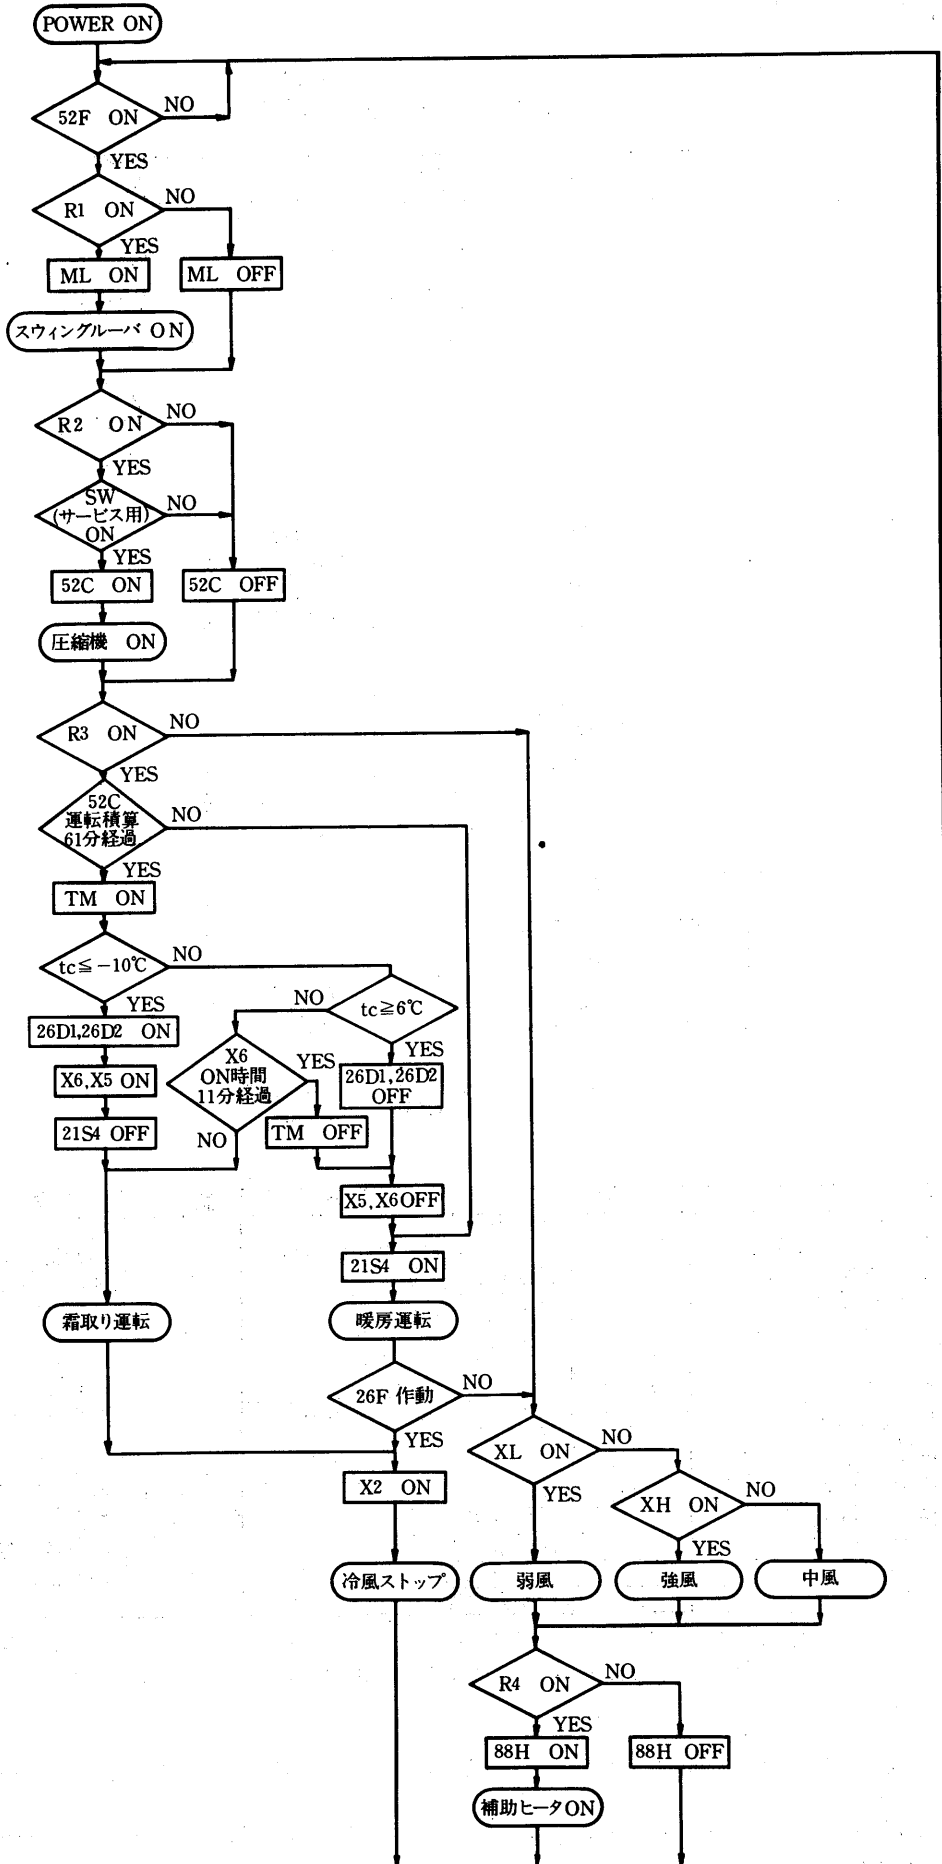 POWER ON
52F ON
NO
YES
R1 ON
NO
YES
ML ON
ML OFF
スウィングルーバ ON
R2 ON
NO
YES
SW
(サービス用)
ON
NO
YES
52C ON
52C OFF
圧縮機 ON
R3 ON
NO
YES
52C
運転積算
61分経過
NO
YES
TM ON
tc≦−10℃
NO
YES
tc≧6℃
NO
YES
26D1,26D2 ON
X6
ON時間
11分経過
YES
NO
26D1,26D2
OFF
X6,X5 ON
21S4 OFF
TM OFF
X5,X6OFF
21S4 ON
霜取り運転
暖房運転
26F 作動
NO
YES
XL ON
NO
YES
X2 ON
XH ON
NO
YES
冷風ストップ
弱風
強風
中風
R4 ON
NO
YES
88H ON
88H OFF
補助ヒータON